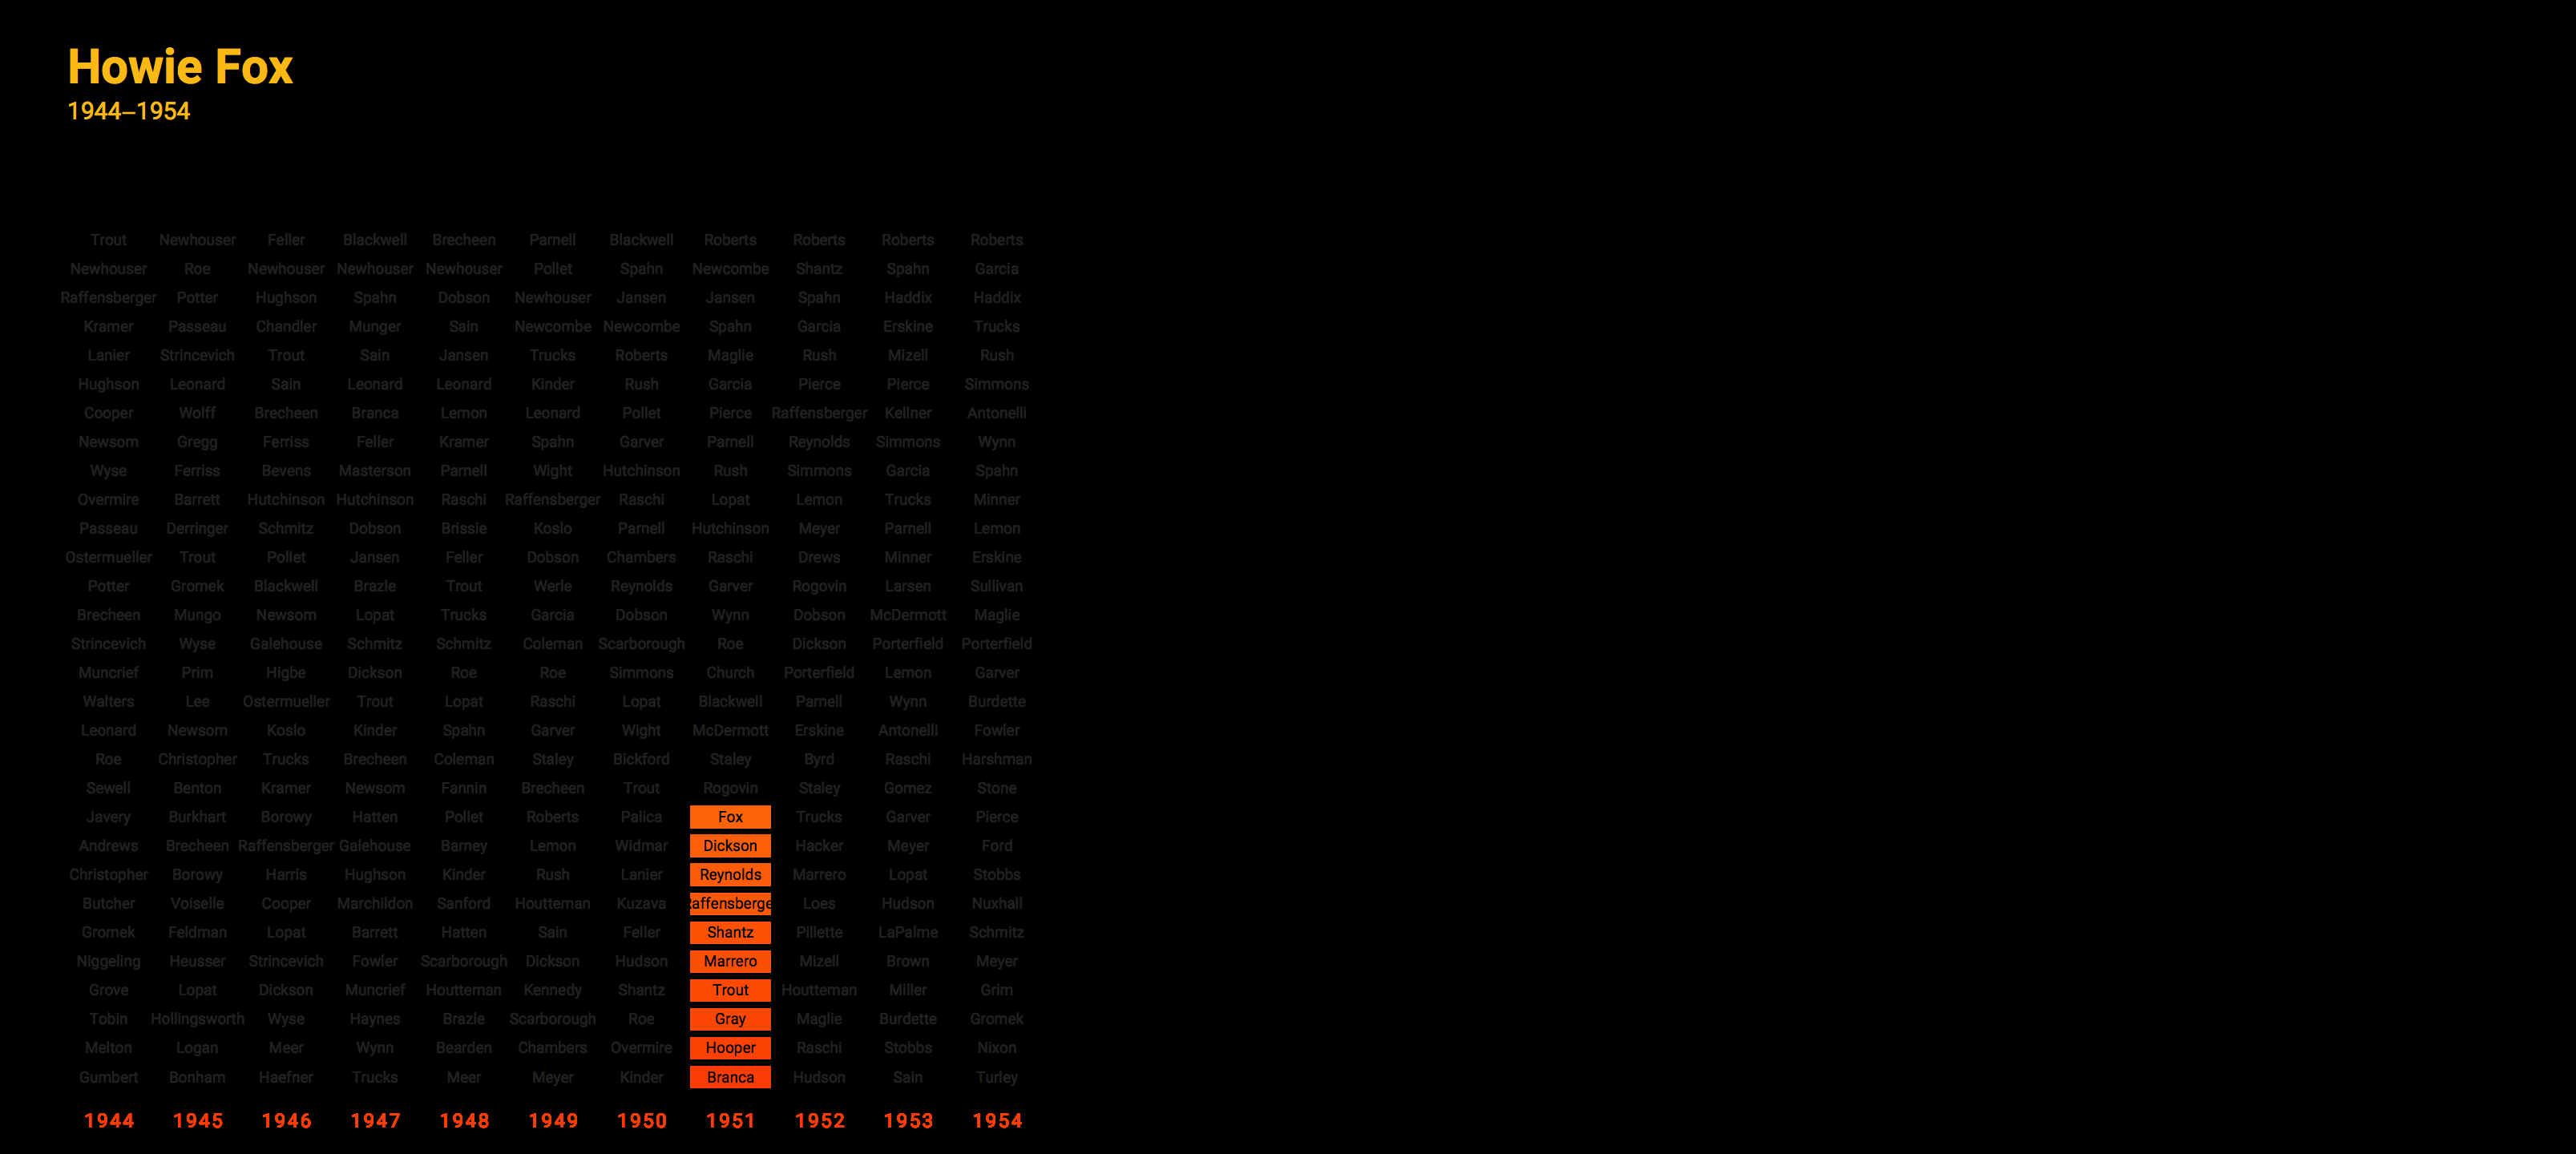 Howie Fox
1944–1954
Trout Newhouser Feller Blackwell Brecheen Parnell Blackwell Roberts Roberts Roberts Roberts
Newhouser Roe Newhouser Newhouser Newhouser Pollet Spahn Newcombe Shantz Spahn Garcia
Raffensberger Potter Hughson Spahn Dobson Newhouser Jansen Jansen Spahn Haddix Haddix
Kramer Passeau Chandler Munger Sain Newcombe Newcombe Spahn Garcia Erskine Trucks
Lanier Strincevich Trout Sain Jansen Trucks Roberts Maglie Rush Mizell Rush
Hughson Leonard Sain Leonard Leonard Kinder Rush Garcia Pierce Pierce Simmons
Cooper Wolff Brecheen Branca Lemon Leonard Pollet Pierce Raffensberger Kellner Antonelli
Newsom Gregg Ferriss Feller Kramer Spahn Garver Parnell Reynolds Simmons Wynn
Wyse Ferriss Bevens Masterson Parnell Wight Hutchinson Rush Simmons Garcia Spahn
Overmire Barrett Hutchinson Hutchinson Raschi Raffensberger Raschi Lopat Lemon Trucks Minner
Passeau Derringer Schmitz Dobson Brissie Koslo Parnell Hutchinson Meyer Parnell Lemon
Ostermueller Trout Pollet Jansen Feller Dobson Chambers Raschi Drews Minner Erskine
Potter Gromek Blackwell Brazle Trout Werle Reynolds Garver Rogovin Larsen Sullivan
Brecheen Mungo Newsom Lopat Trucks Garcia Dobson Wynn Dobson McDermott Maglie
Strincevich Wyse Galehouse Schmitz Schmitz Coleman Scarborough Roe Dickson Porterfield Porterfield
Muncrief Prim Higbe Dickson Roe Roe Simmons Church Porterfield Lemon Garver
Walters Lee Ostermueller Trout Lopat Raschi Lopat Blackwell Parnell Wynn Burdette
Leonard Newsom Koslo Kinder Spahn Garver Wight McDermott Erskine Antonelli Fowler
Roe Christopher Trucks Brecheen Coleman Staley Bickford Staley Byrd Raschi Harshman
Sewell Benton Kramer Newsom Fannin Brecheen Trout Rogovin Staley Gomez Stone
Javery Burkhart Borowy Hatten Pollet Roberts Palica Fox Trucks Garver Pierce
Andrews Brecheen Raffensberger Galehouse Barney Lemon Widmar Dickson Hacker Meyer Ford
Christopher Borowy Harris Hughson Kinder Rush Lanier Reynolds Marrero Lopat Stobbs
Butcher Voiselle Cooper Marchildon Sanford Houtteman Kuzava Raffensberger Loes Hudson Nuxhall
Gromek Feldman Lopat Barrett Hatten Sain Feller Shantz Pillette LaPalme Schmitz
Niggeling Heusser Strincevich Fowler Scarborough Dickson Hudson Marrero Mizell Brown Meyer
Grove Lopat Dickson Muncrief Houtteman Kennedy Shantz Trout Houtteman Miller Grim
Tobin Hollingsworth Wyse Haynes Brazle Scarborough Roe Gray Maglie Burdette Gromek
Melton Logan Meer Wynn Bearden Chambers Overmire Hooper Raschi Stobbs Nixon
Gumbert Bonham Haefner Trucks Meer Meyer Kinder Branca Hudson Sain Turley
1944 1945 1946 1947 1948 1949 1950 1951 1952 1953 1954